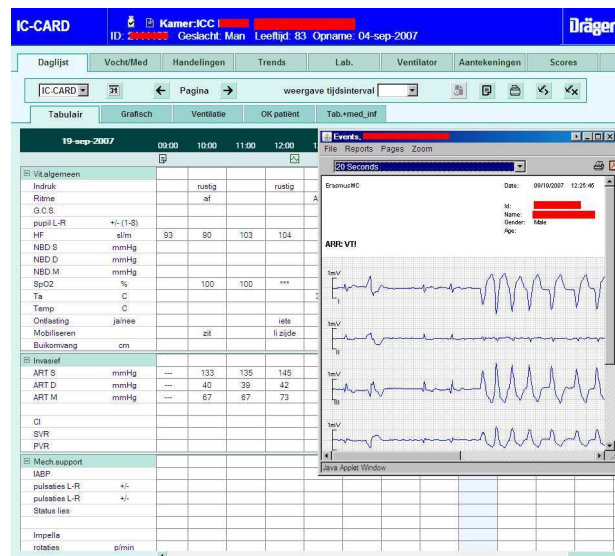 IC-CARD
Kamer:ICC
ID: Geslacht: Man Leeftijd: 83 Opname: 04-sep-2007
Dräger
Daglijst Vocht/Med Handelingen Trends Lab. Ventilator Aantekeningen Scores
IC-CARD 31 Pagina weergave tijdsinterval
Tabulair Grafisch Ventilatie OK patiënt Tab.+med_inf
19-sep-2007 09:00 10:00 11:00 12:00
Vit.algemeen
Indruk rustig rustig
Ritme af
G.C.S.
pupil L-R +/- (1-8)
HF sl/m 93 90 103 104
NBD S mmHg
NBD D mmHg
NBD M mmHg
SpO2 % 100 100 ***
Ta C
Temp C
Ontlasting ja/nee iets
Mobiliseren zit li zijde
Buikomvang cm
Invasief
ART S mmHg --- 133 135 145
ART D mmHg --- 40 39 42
ART M mmHg --- 67 67 73
CI
SVR
PVR
Mech.support
IABP
pulsaties L-R +/-
pulsaties L-R +/-
Status lies
Impella
rotaties p/min
Events,
File Reports Pages Zoom
20 Seconds
ErasmusMC Date: 09/19/2007 12:25:46
Id:
Name:
Gender: Male
Age:
ARR: VT!
1mV
I
1mV
II
1mV
III
1mV
Java Applet Window